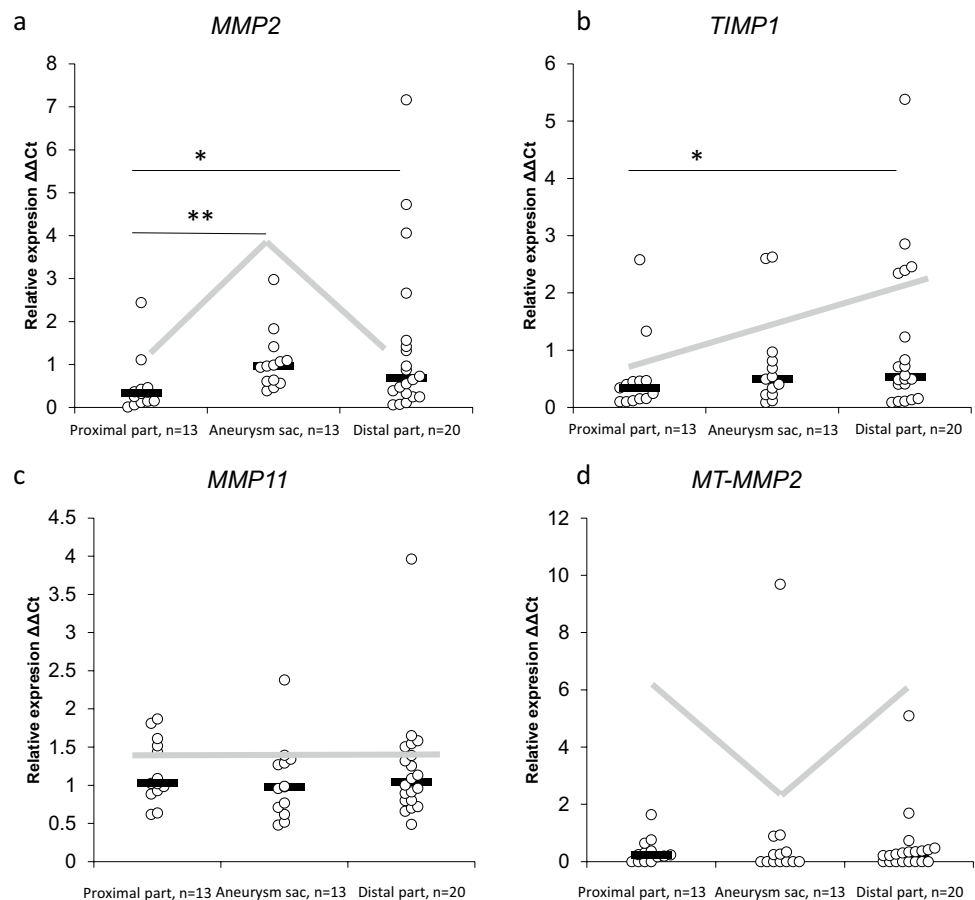 a
MMP2
8
7
6
5
4
3
2
1
0
Relative expresion ΔΔCt
*
**
Proximal part, n=13 Aneurysm sac, n=13 Distal part, n=20
b
TIMP1
6
5
4
3
2
1
0
Relative expresion ΔΔCt
*
Proximal part, n=13 Aneurysm sac, n=13 Distal part, n=20
c
MMP11
4.5
4
3.5
3
2.5
2
1.5
1
0.5
0
Relative expresion ΔΔCt
Proximal part, n=13 Aneurysm sac, n=13 Distal part, n=20
d
MT-MMP2
12
10
8
6
4
2
0
Relative expresion ΔΔCt
Proximal part, n=13 Aneurysm sac, n=13 Distal part, n=20